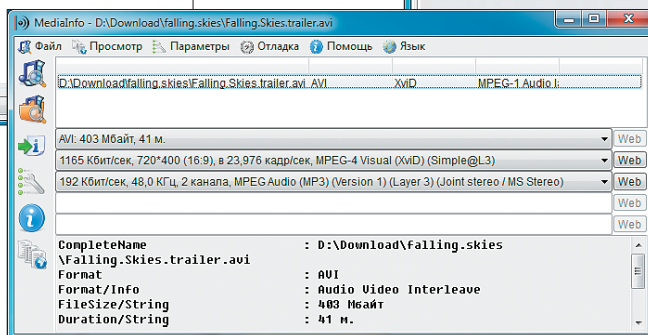 MediaInfo - D:\Download\falling.skies\Falling.Skies.trailer.avi
Файл Просмотр Параметры Отладка Помощь Язык
D:\Download\falling.skies\Falling.Skies.trailer.avi AVI XviD MPEG-1 Audio
AVI: 403 Мбайт, 41 м. Web
1165 Кбит/сек, 720*400 (16:9), в 23,976 кадр/сек, MPEG-4 Visual (XviD) (Simple@L3) Web
192 Кбит/сек, 48,0 КГц, 2 канала, MPEG Audio (MP3) (Version 1) (Layer 3) (Joint stereo / MS Stereo) Web
Web
Web
CompleteName : D:\Download\falling.skies
\Falling.Skies.trailer.avi
Format : AVI
Format/Info : Audio Video Interleave
FileSize/String : 403 Мбайт
Duration/String : 41 м.